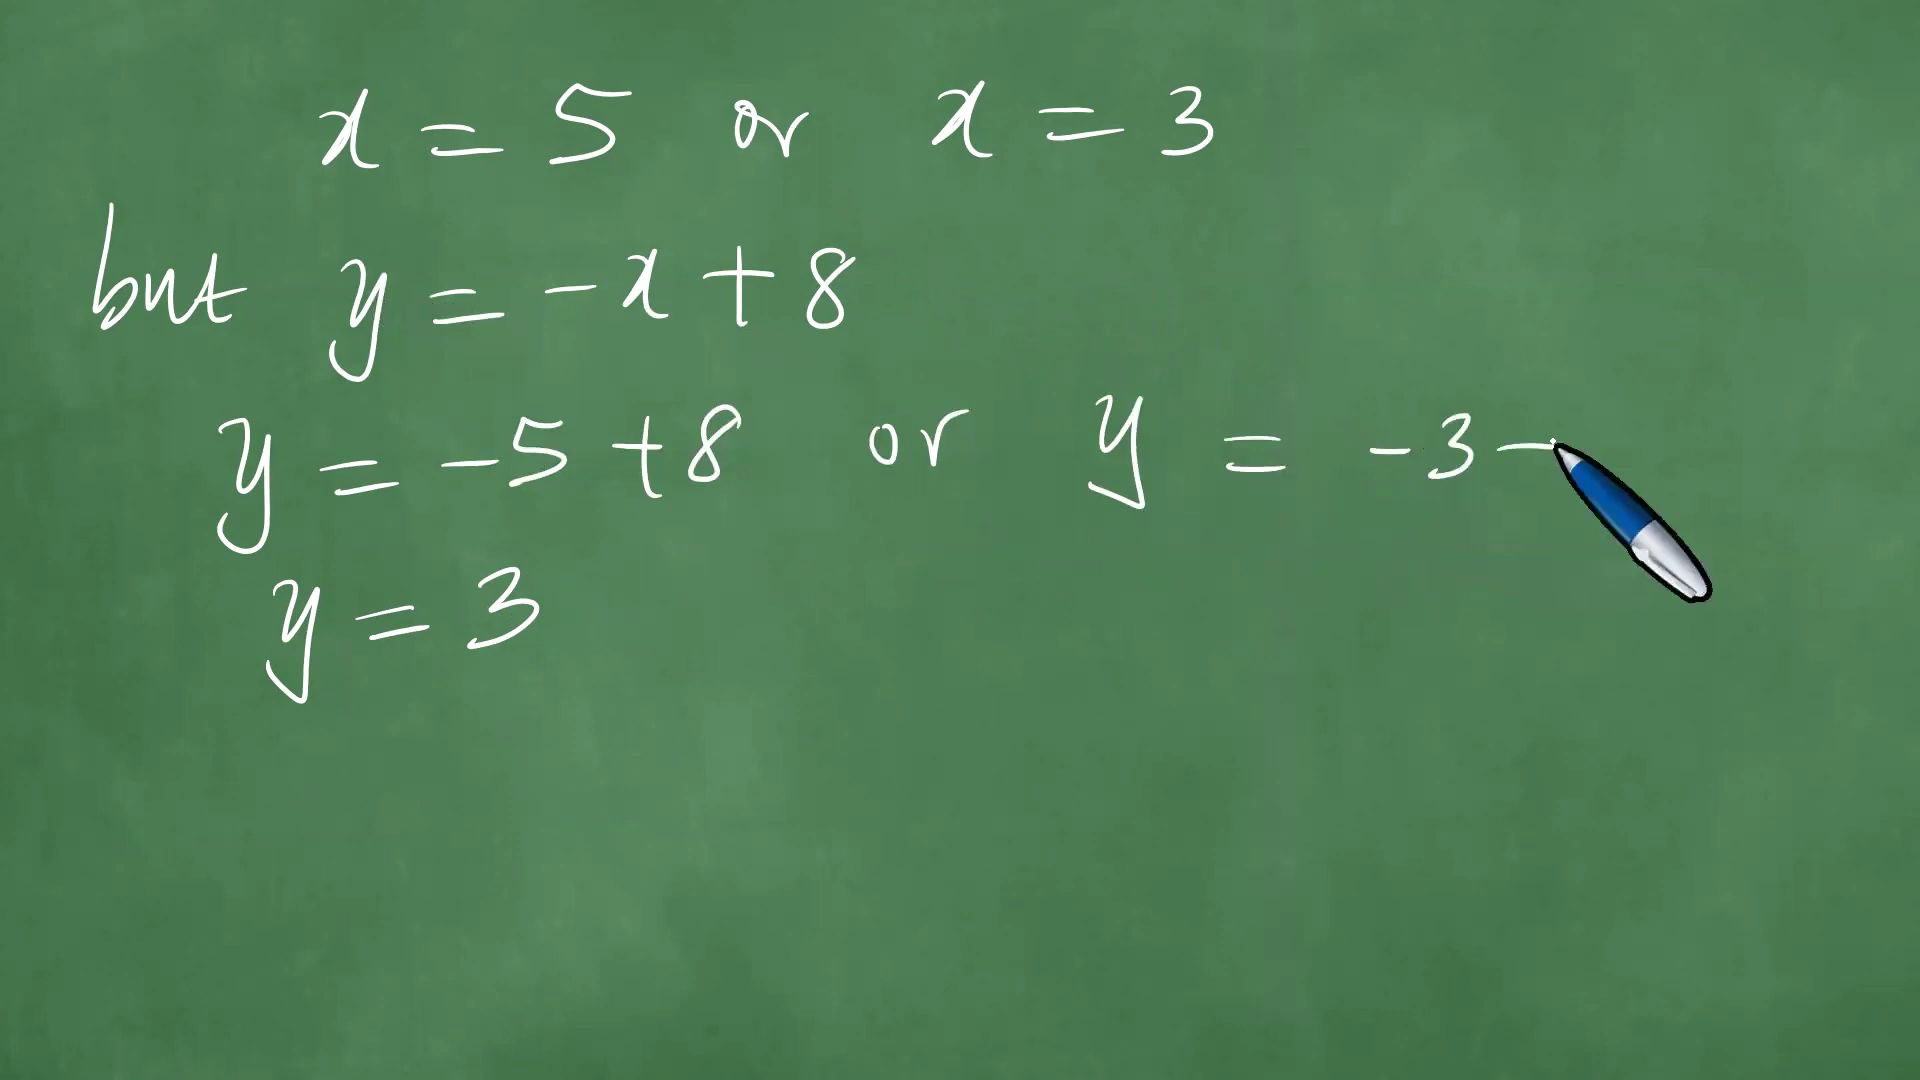 x = 5 or x = 3
but y = -x + 8
y = -5 + 8 or y = -3 -
y = 3